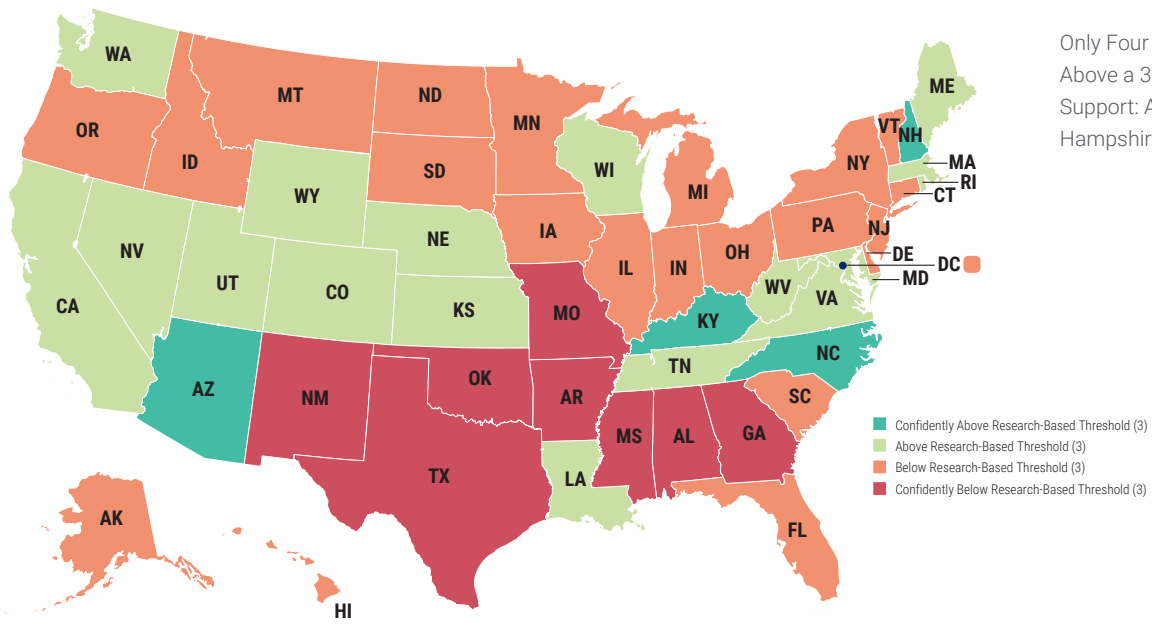 Only Four
Above a 3
Support: A
Hampshir
WA
ME
MT
ND
OR
MN
VT
NH
ID
SD
WI
NY
MA
RI
CT
MI
WY
IA
PA
NJ
NE
OH
NV
IL
IN
DE
DC
UT
CO
WV
MD
CA
KS
VA
MO
KY
NC
TN
AZ
OK
NM
AR
SC
MS
AL
GA
TX
LA
AK
FL
HI
Confidently Above Research-Based Threshold (3)
Above Research-Based Threshold (3)
Below Research-Based Threshold (3)
Confidently Below Research-Based Threshold (3)